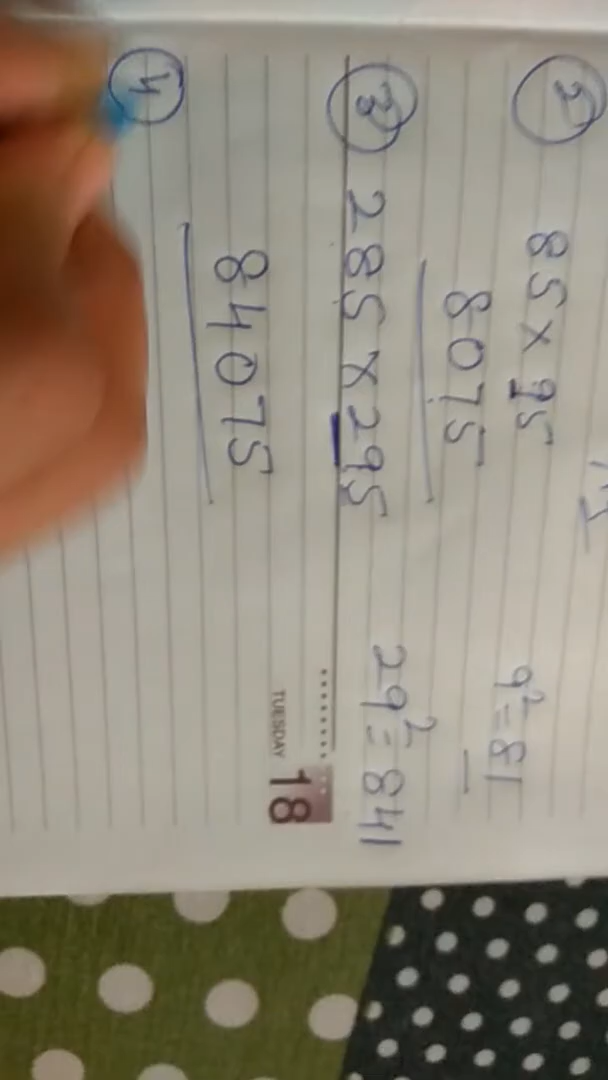 2
85 x 95
9² = 81
8075
3
285 x 295
29² = 841
TUESDAY 18
84075
4